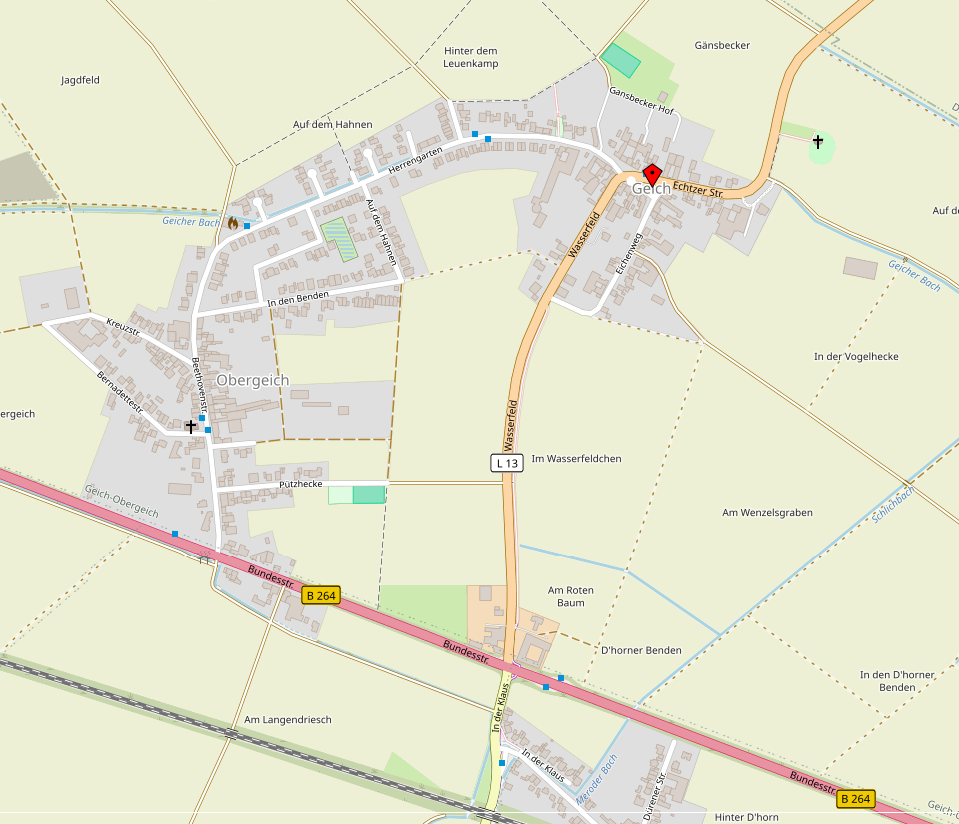 Gänsbecker
Hinter dem
Leuenkamp
Jagdfeld
Gansbecker Hof
Auf dem Hahnen
Herrengarten
Geich
Echtzer Str.
Auf de
Geicher Bach
Auf dem Hahnen
Wasserfeld
Eichenweg
Geicher Bach
In den Benden
Kreuzstr.
In der Vogelhecke
Beethovenstr.
Obergeich
Bernadettestr.
ergeich
Wasserfeld
L 13
Im Wasserfeldchen
Pützhecke
Geich-Obergeich
Schlichbach
Am Wenzelsgraben
Bundesstr.
B 264
Am Roten
Baum
Bundesstr.
D'horner Benden
In den D'horner
Benden
In der Klaus
Am Langendriesch
In der Klaus
Meroder Bach
Dürener Str.
Bundesstr.
B 264
Geich-O
Hinter D'horn